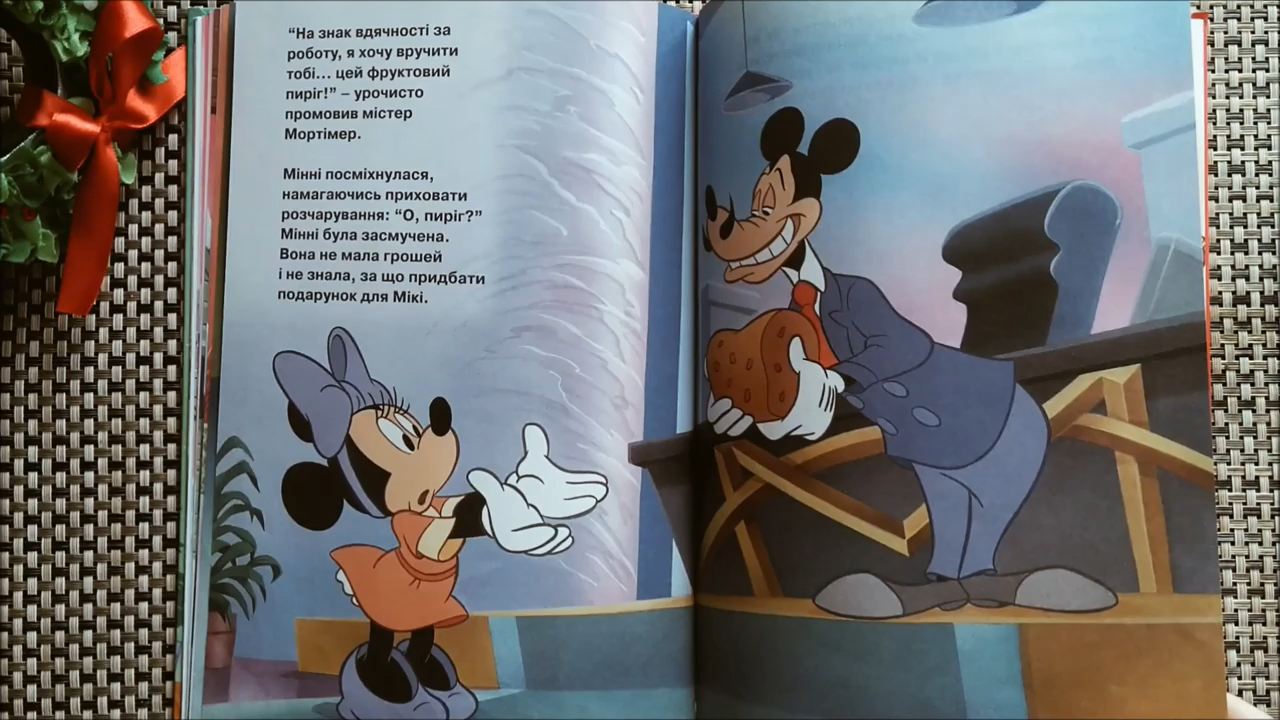 “На знак вдячності за
роботу, я хочу вручити
тобі... цей фруктовий
пиріг!” – урочисто
промовив містер
Мортімер.
Мінні посміхнулася,
намагаючись приховати
розчарування: “О, пиріг?”
Мінні була засмучена.
Вона не мала грошей
і не знала, за що придбати
подарунок для Мікі.